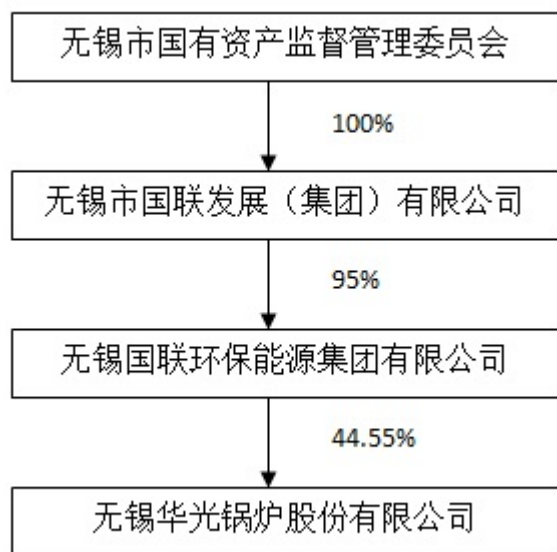 无锡市国有资产监督管理委员会
100%
无锡市国联发展（集团）有限公司
95%
无锡国联环保能源集团有限公司
44.55%
无锡华光锅炉股份有限公司